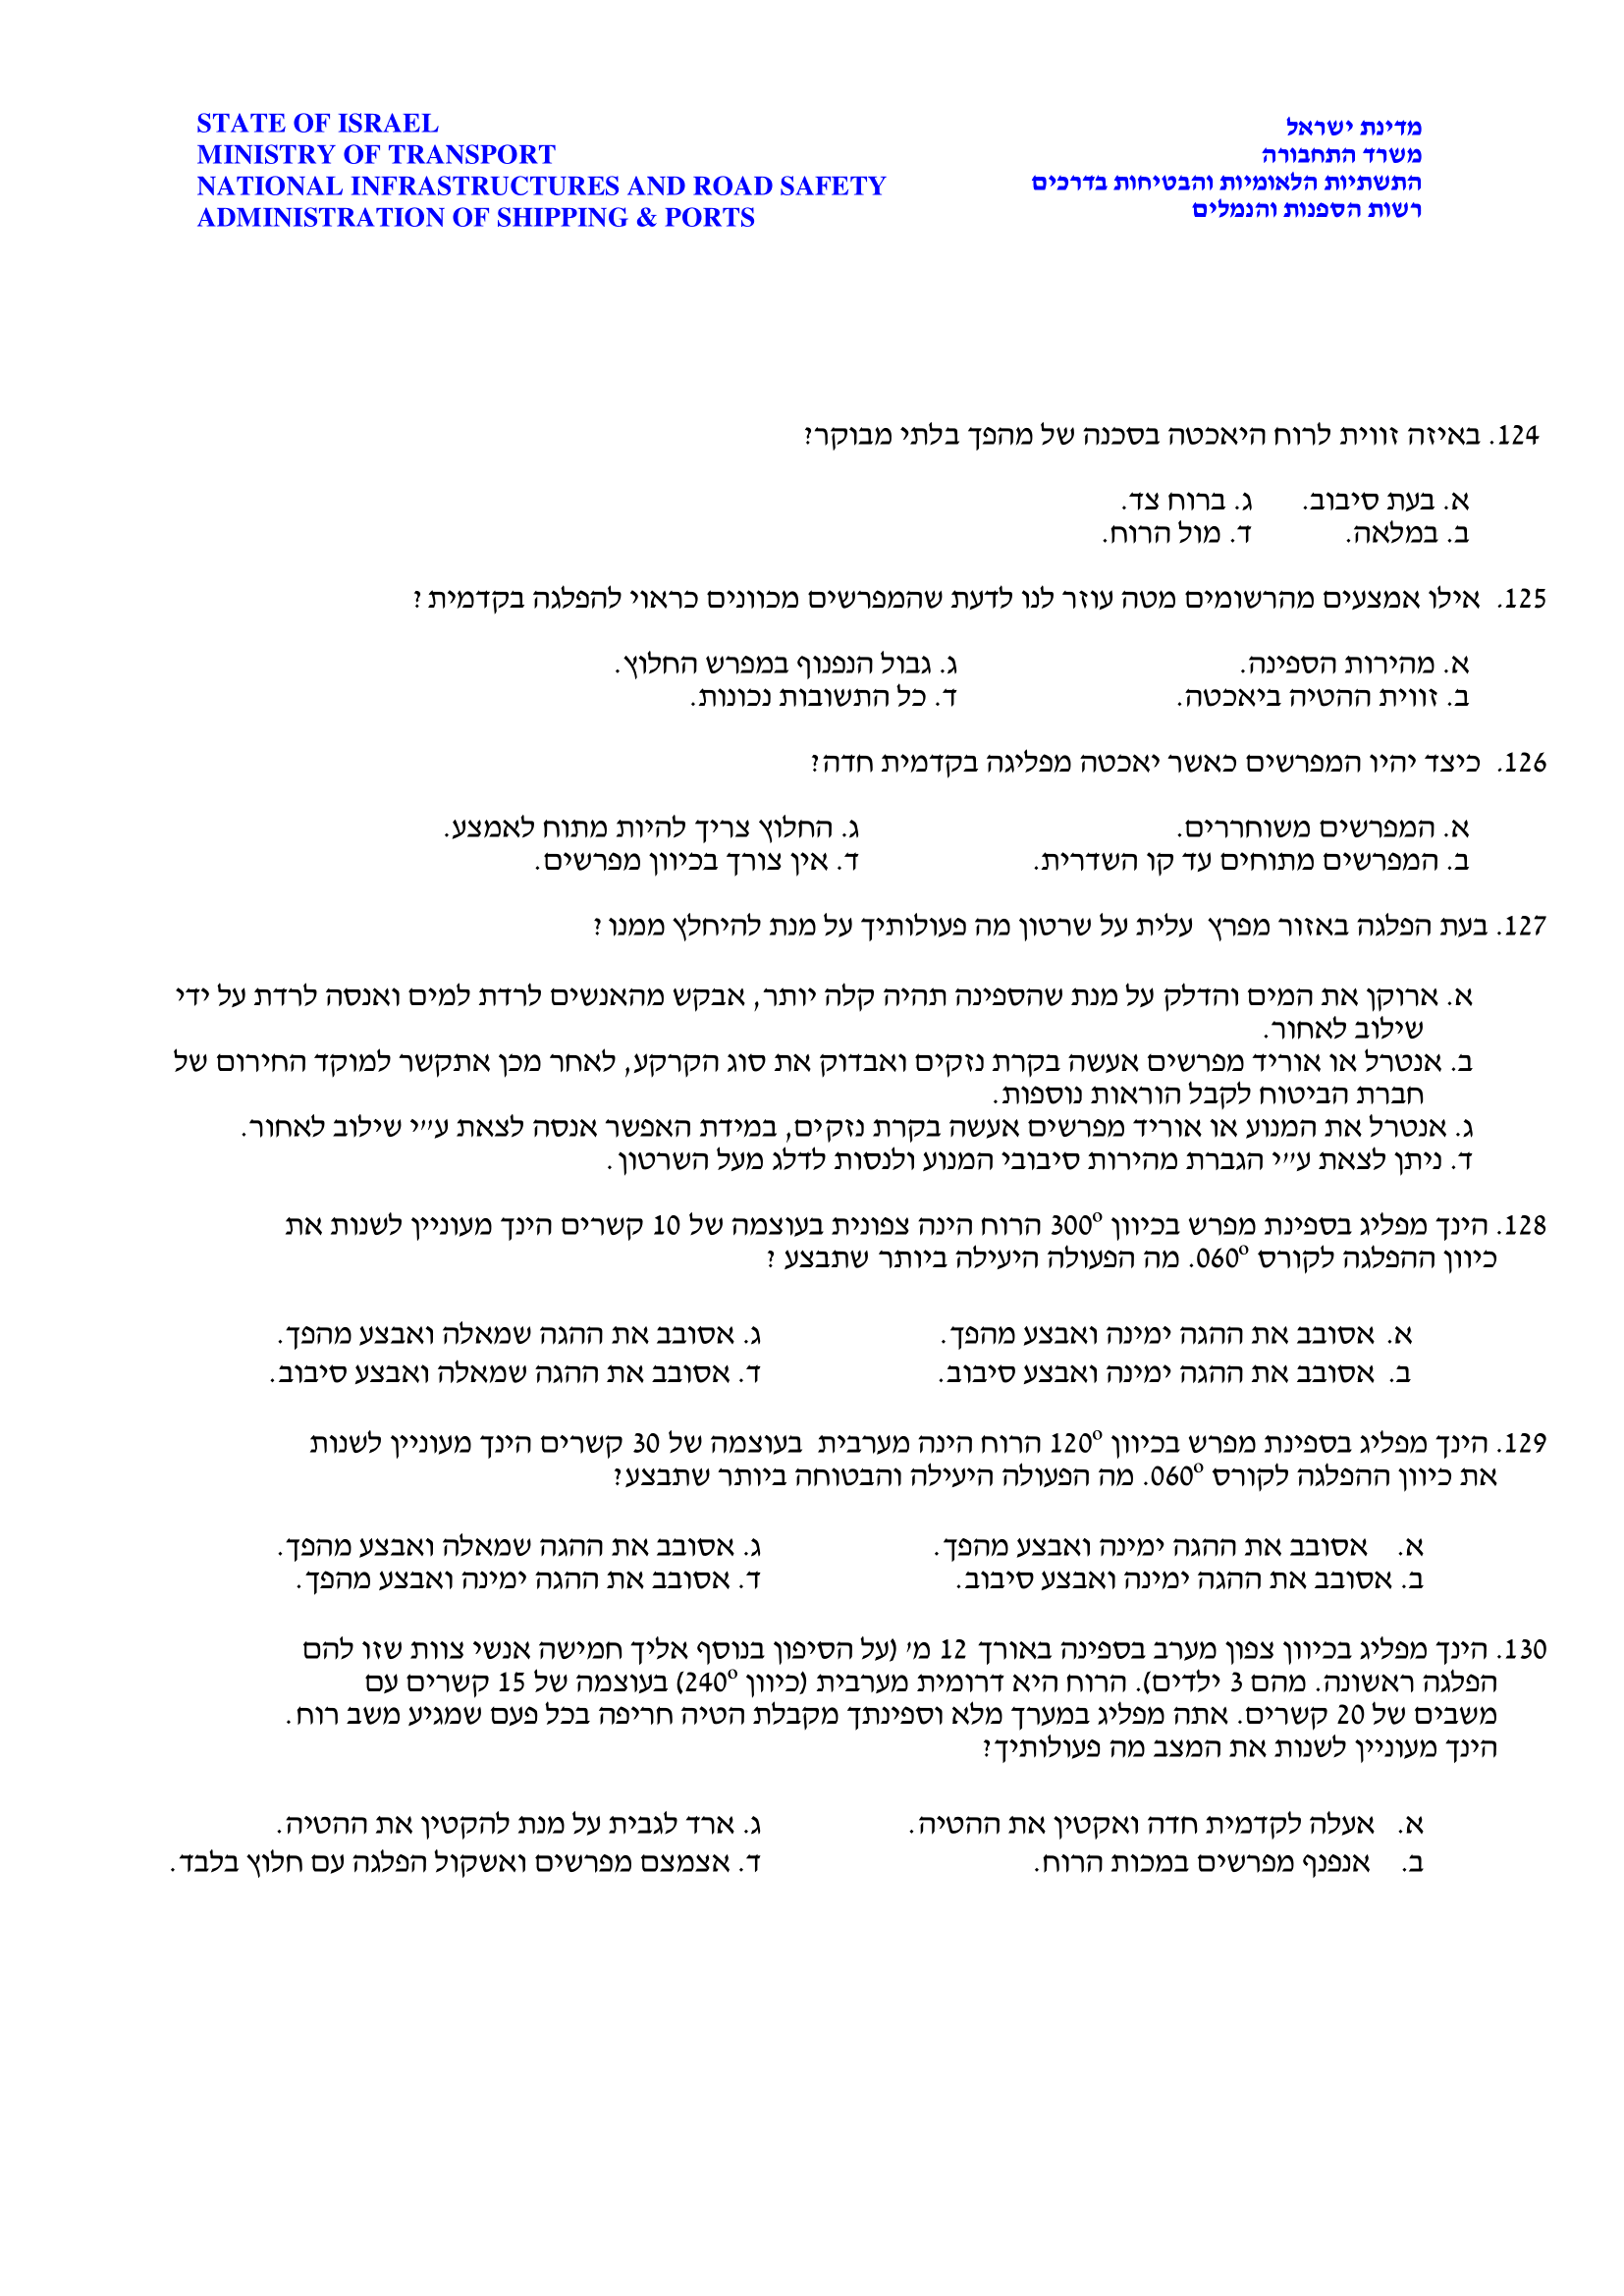 STATE OF ISRAEL
MINISTRY OF TRANSPORT
NATIONAL INFRASTRUCTURES AND ROAD SAFETY
ADMINISTRATION OF SHIPPING & PORTS
מדינת ישראל
משרד התחבורה
התשתיות הלאומיות והבטיחות בדרכים
רשות הספנות והנמלים
124. באיזה זווית לרוח היאכטה בסכנה של מהפך בלתי מבוקר?
א. בעת סיבוב. ג. ברוח צד.
ב. במלאה. ד. מול הרוח.
125. אילו אמצעים מהרשומים מטה עוזר לנו לדעת שהמפרשים מכוונים כראוי להפלגה בקדמית ?
א. מהירות הספינה. ג. גבול הנפנוף במפרש החלוץ.
ב. זווית ההטיה ביאכטה. ד. כל התשובות נכונות.
126. כיצד יהיו המפרשים כאשר יאכטה מפליגה בקדמית חדה?
א. המפרשים משוחררים. ג. החלוץ צריך להיות מתוח לאמצע.
ב. המפרשים מתוחים עד קו השדרית. ד. אין צורך בכיוון מפרשים.
127. בעת הפלגה באזור מפרץ עלית על שרטון מה פעולותיך על מנת להיחלץ ממנו ?
א. ארוקן את המים והדלק על מנת שהספינה תהיה קלה יותר, אבקש מהאנשים לרדת למים ואנסה לרדת על ידי
שילוב לאחור.
ב. אנטרל או אוריד מפרשים אעשה בקרת נזקים ואבדוק את סוג הקרקע, לאחר מכן אתקשר למוקד החירום של
חברת הביטוח לקבל הוראות נוספות.
ג. אנטרל את המנוע או אוריד מפרשים אעשה בקרת נזקים, במידת האפשר אנסה לצאת ע״י שילוב לאחור.
ד. ניתן לצאת ע״י הגברת מהירות סיבובי המנוע ולנסות לדלג מעל השרטון.
128. הינך מפליג בספינת מפרש בכיוון 300º הרוח הינה צפונית בעוצמה של 10 קשרים הינך מעוניין לשנות את
כיוון ההפלגה לקורס 060º. מה הפעולה היעילה ביותר שתבצע ?
א. אסובב את ההגה ימינה ואבצע מהפך. ג. אסובב את ההגה שמאלה ואבצע מהפך.
ב. אסובב את ההגה ימינה ואבצע סיבוב. ד. אסובב את ההגה שמאלה ואבצע סיבוב.
129. הינך מפליג בספינת מפרש בכיוון 120º הרוח הינה מערבית בעוצמה של 30 קשרים הינך מעוניין לשנות
את כיוון ההפלגה לקורס 060º. מה הפעולה היעילה והבטוחה ביותר שתבצע?
א. אסובב את ההגה ימינה ואבצע מהפך. ג. אסובב את ההגה שמאלה ואבצע מהפך.
ב. אסובב את ההגה ימינה ואבצע סיבוב. ד. אסובב את ההגה ימינה ואבצע מהפך.
130. הינך מפליג בכיוון צפון מערב בספינה באורך 12 מ׳ (על הסיפון בנוסף אליך חמישה אנשי צוות שזו להם
הפלגה ראשונה. מהם 3 ילדים). הרוח היא דרומית מערבית (כיוון 240º) בעוצמה של 15 קשרים עם
משבים של 20 קשרים. אתה מפליג במערך מלא וספינתך מקבלת הטיה חריפה בכל פעם שמגיע משב רוח.
הינך מעוניין לשנות את המצב מה פעולותיך?
א. אעלה לקדמית חדה ואקטין את ההטיה. ג. ארד לגבית על מנת להקטין את ההטיה.
ב. אנפנף מפרשים במכות הרוח. ד. אצמצם מפרשים ואשקול הפלגה עם חלוץ בלבד.